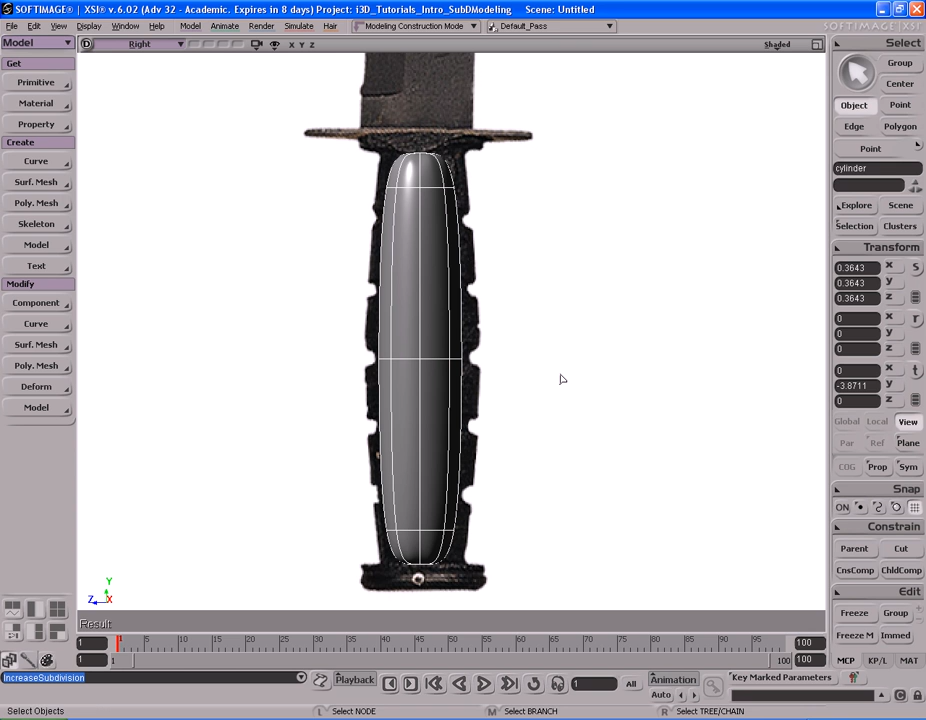 SOFTIMAGE® | XSI® v.6.02 (Adv 32 - Academic. Expires in 8 days) Project: i3D_Tutorials_Intro_SubDModeling Scene: Untitled
File Edit View Display Window Help Model Animate Render Simulate Hair Modeling Construction Mode Default_Pass SOFTIMAGE | XSI
Model
Get
Primitive
Material
Property
Create
Curve
Surf. Mesh
Poly. Mesh
Skeleton
Model
Text
Modify
Component
Curve
Surf. Mesh
Poly. Mesh
Deform
Model
D Right X Y Z Shaded
Y
Z X
Result
Select
Group
Center
Object Point
Edge Polygon
Point
cylinder
Explore Scene
Selection Clusters
Transform
0.3643 x s
0.3643 y
0.3643 z
0 x r
0 y
0 z
0 x t
-3.8711 y
0 z
Global Local View
Par Ref Plane
COG Prop Sym
Snap
ON
Constrain
Parent Cut
CnsComp ChldComp
Edit
Freeze Group
Freeze M Immed
MCP KP/L MAT
1 1 5 10 15 20 25 30 35 40 45 50 55 60 65 70 75 80 85 90 95 100
1 1 100 100
IncreaseSubdivision Playback 1 All Animation Key Marked Parameters
Auto
Select Objects L Select NODE M Select BRANCH R Select TREE/CHAIN